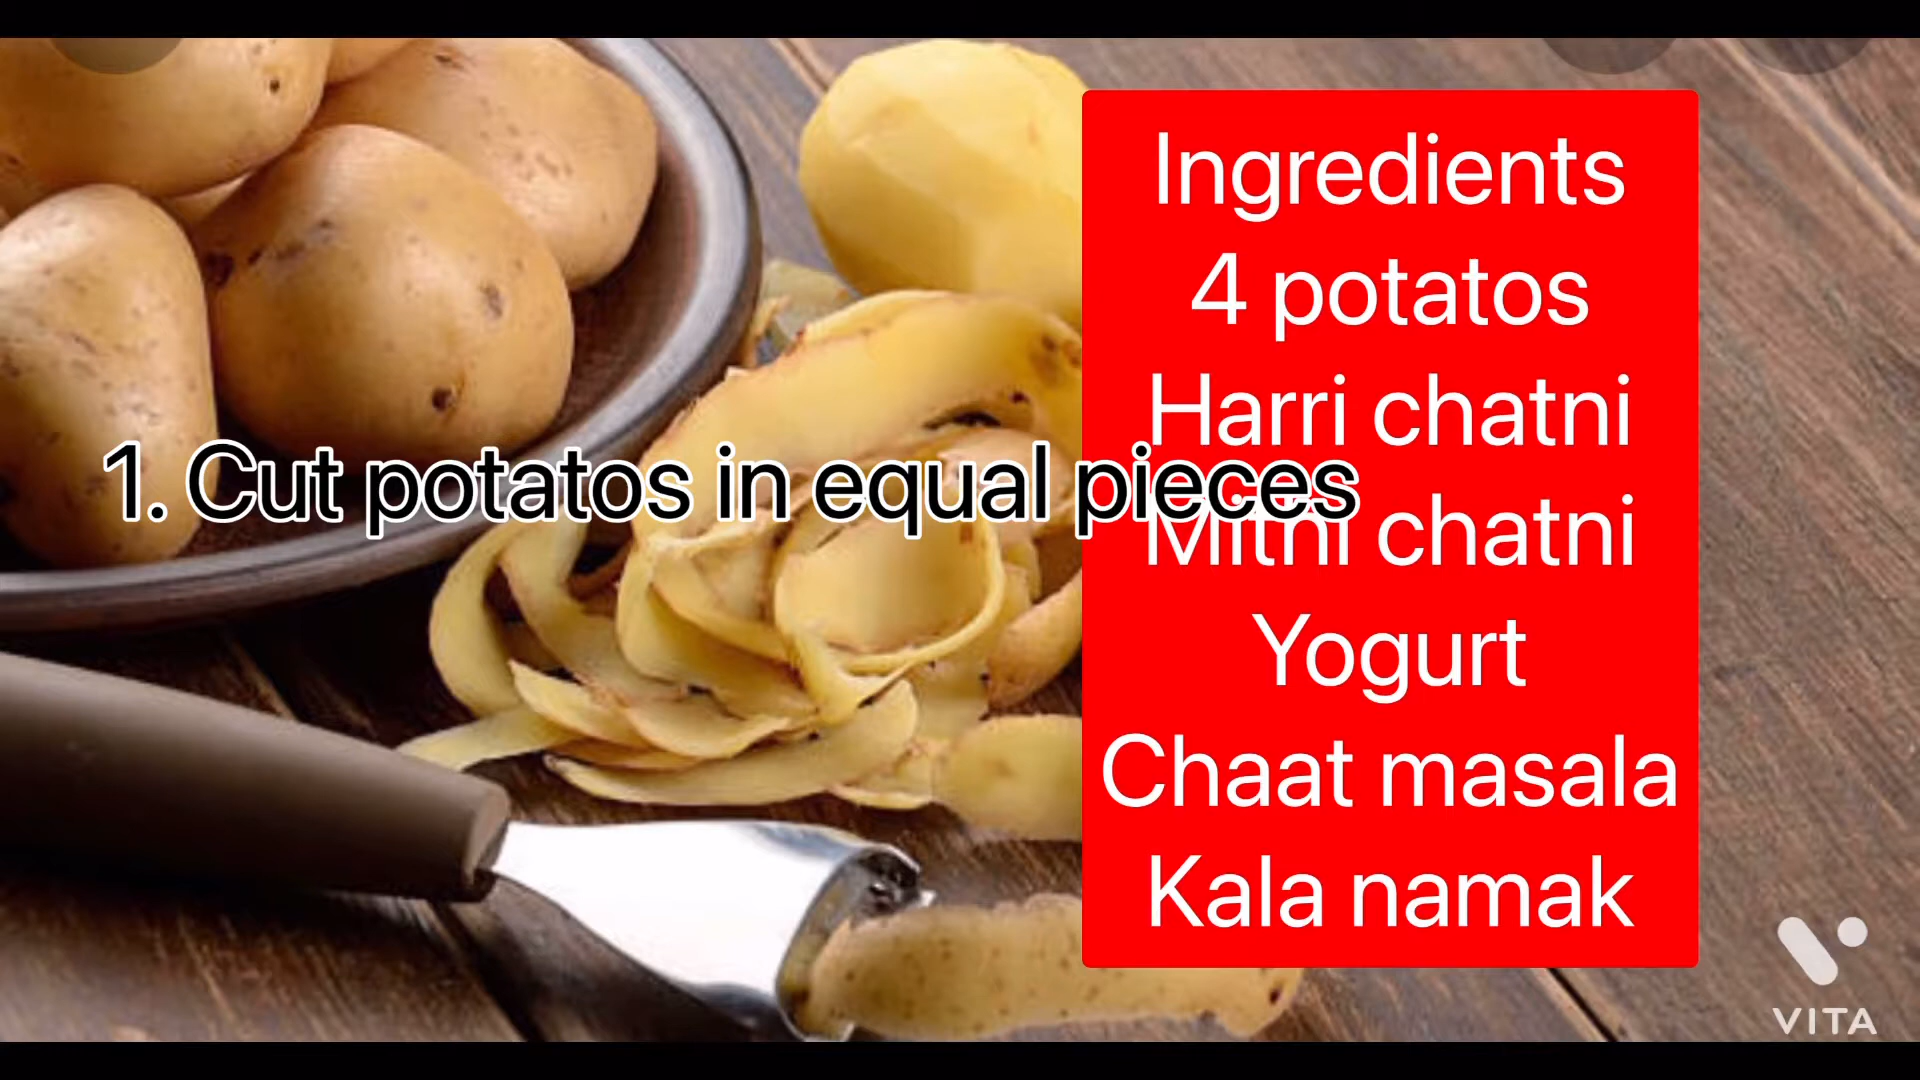 Ingredients
4 potatos
Harri chatni
1. Cut potatos in equal pieces
Mithi chatni
Yogurt
Chaat masala
Kala namak
VITA